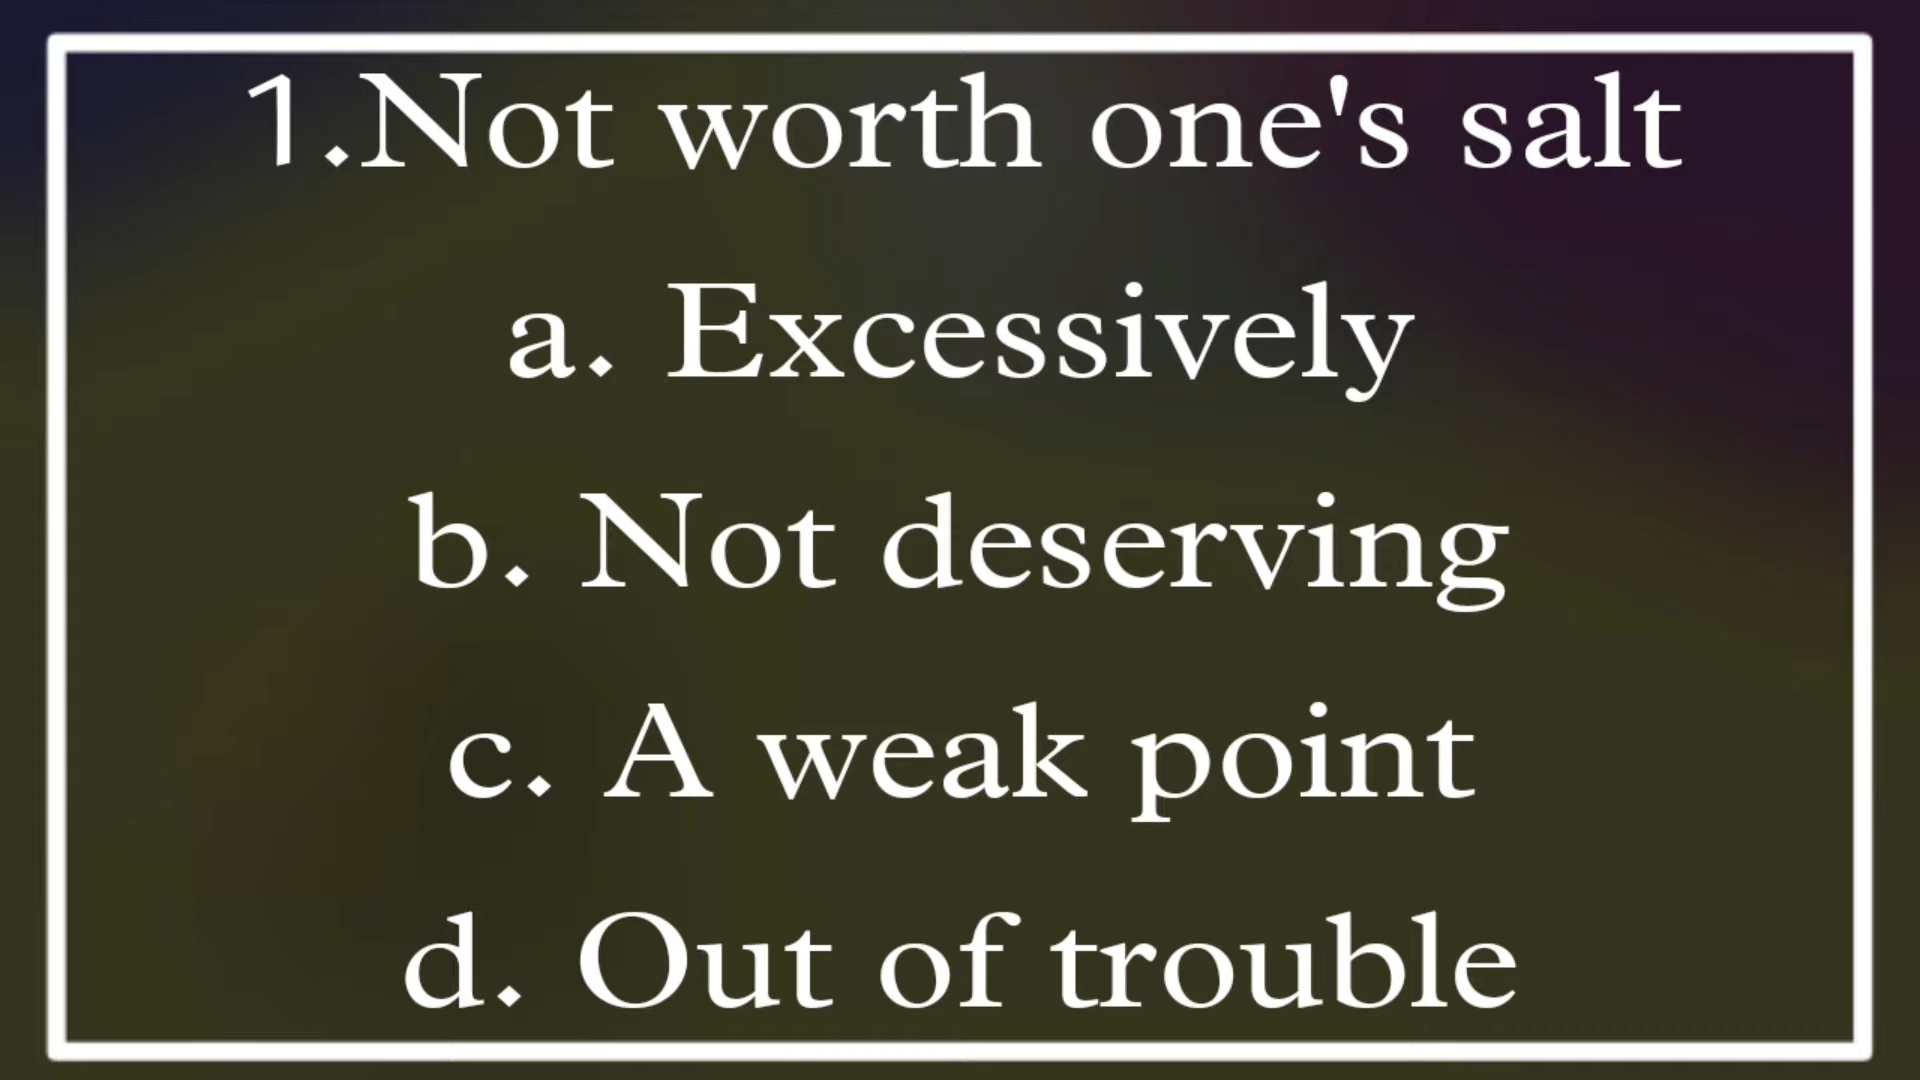 1.Not worth one's salt
a. Excessively
b. Not deserving
c. A weak point
d. Out of trouble